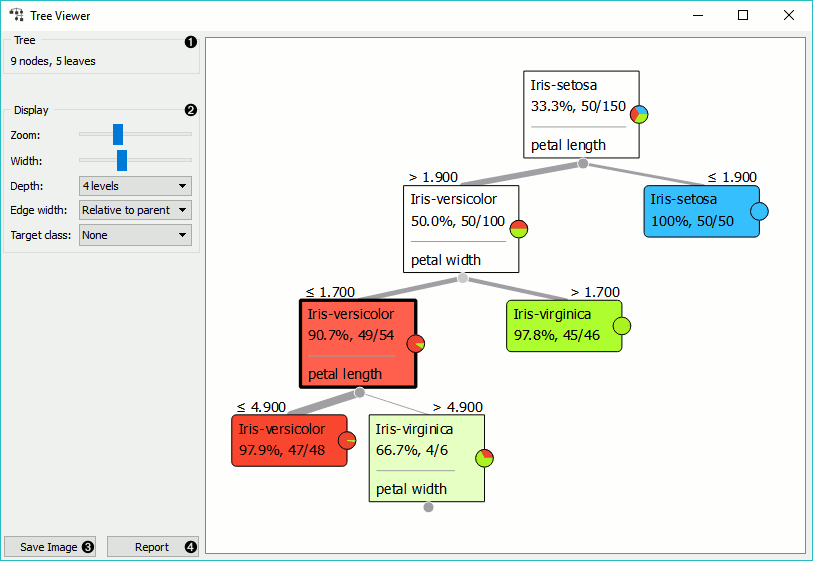 Tree Viewer
Tree
1
9 nodes, 5 leaves
Display
2
Zoom:
Width:
Depth: 4 levels
Edge width: Relative to parent
Target class: None
Save Image 3
Report 4
Iris-setosa
33.3%, 50/150
petal length
> 1.900
≤ 1.900
Iris-versicolor
50.0%, 50/100
petal width
Iris-setosa
100%, 50/50
≤ 1.700
> 1.700
Iris-versicolor
90.7%, 49/54
petal length
Iris-virginica
97.8%, 45/46
≤ 4.900
> 4.900
Iris-versicolor
97.9%, 47/48
Iris-virginica
66.7%, 4/6
petal width